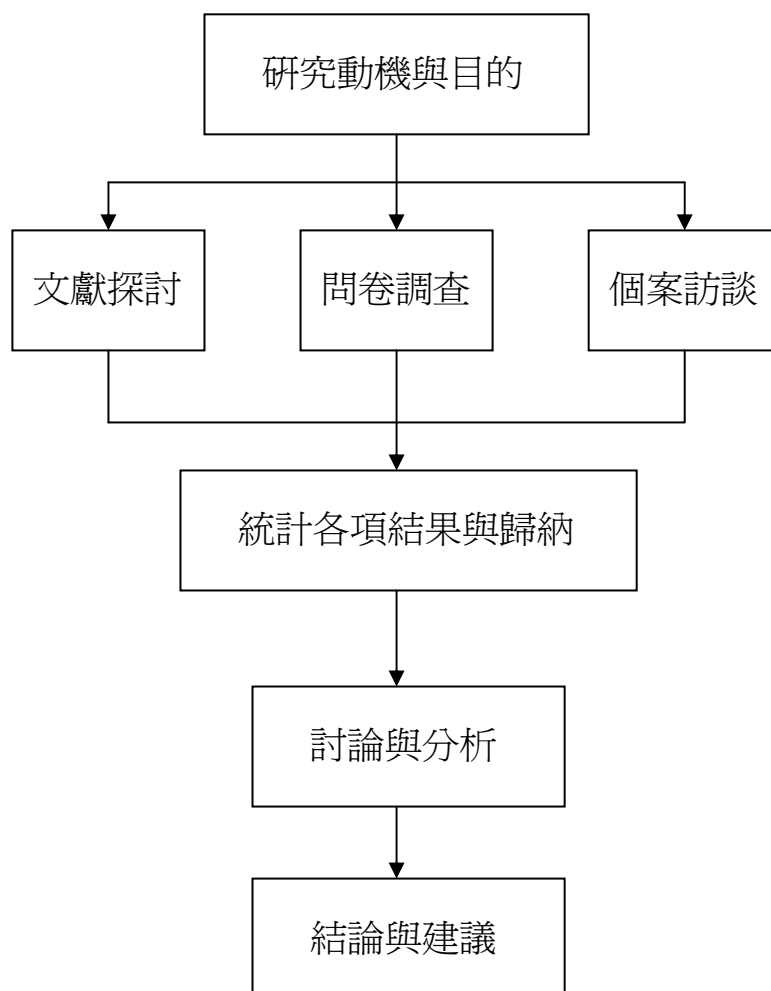 研究動機與目的
文獻探討
問卷調查
個案訪談
統計各項結果與歸納
討論與分析
結論與建議